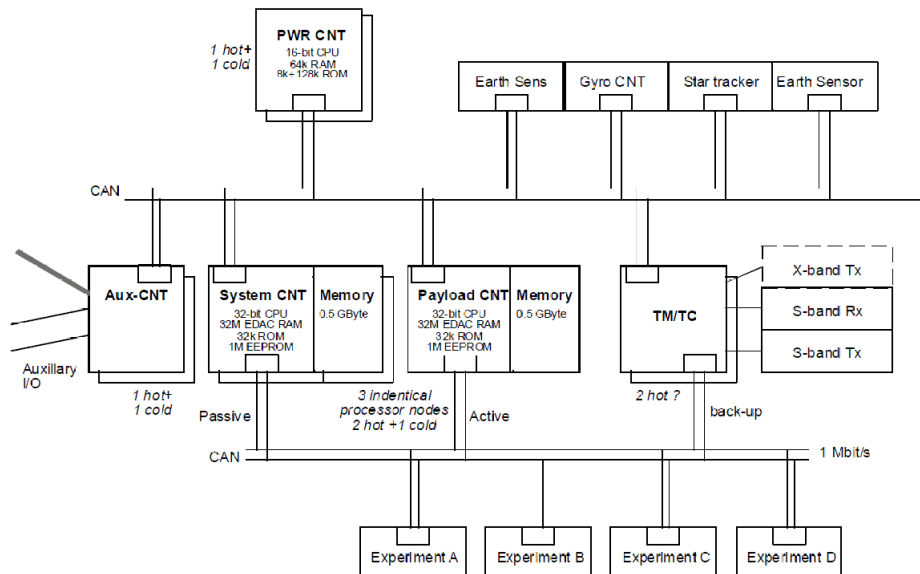 PWR CNT
16-bit CPU
64k RAM
8k+128k ROM
1 hot+
1 cold
Earth Sens
Gyro CNT
Star tracker
Earth Sensor
CAN
Aux-CNT
Auxillary
I/O
1 hot+
1 cold
System CNT
32-bit CPU
32M EDAC RAM
32k ROM
1M EEPROM
Memory
0.5 GByte
Payload CNT
32-bit CPU
32M EDAC RAM
32k ROM
1M EEPROM
Memory
0.5 GByte
TM/TC
X-band Tx
S-band Rx
S-band Tx
2 hot ?
3 indentical
processor nodes
2 hot +1 cold
Passive
Active
back-up
CAN
1 Mbit/s
Experiment A
Experiment B
Experiment C
Experiment D